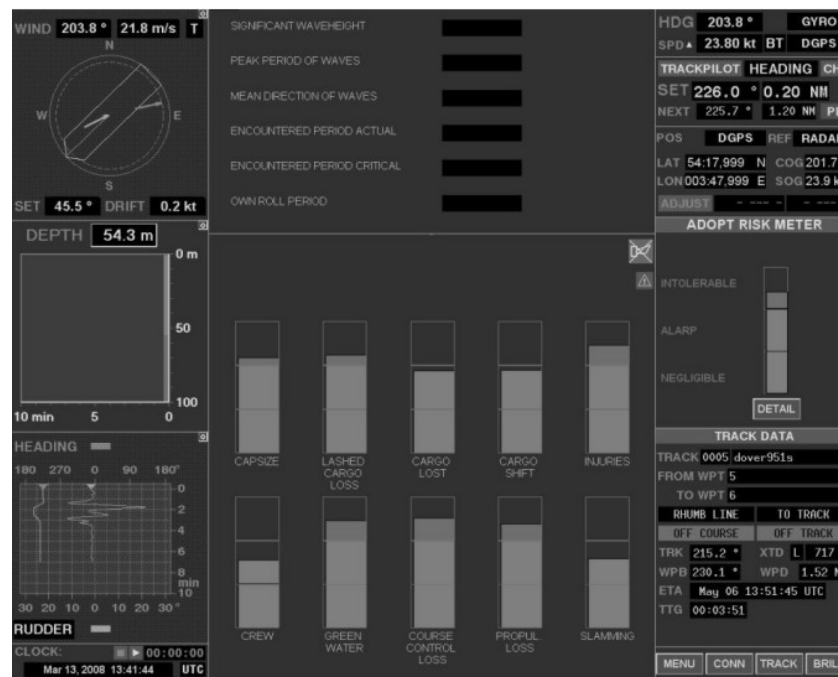 WIND 203.8 ° 21.8 m/s T
N
W E
S
SET 45.5 ° DRIFT 0.2 kt
DEPTH 54.3 m
0 m
50
100
10 min 5 0
HEADING
180 270 0 90 180°
0
2
4
6
8
min
10
30 20 10 0 10 20 30 °
RUDDER
CLOCK: 00:00:00
Mar 13, 2008 13:41:44 UTC
SIGNIFICANT WAVEHEIGHT
PEAK PERIOD OF WAVES
MEAN DIRECTION OF WAVES
ENCOUNTERED PERIOD ACTUAL
ENCOUNTERED PERIOD CRITICAL
OWN ROLL PERIOD
CAPSIZE LASHED CARGO CARGO INJURIES
CARGO LOST SHIFT
LOSS
CREW GREEN COURSE PROPUL. SLAMMING
WATER CONTROL LOSS
LOSS
HDG 203.8 ° GYRO
SPD 23.80 kt BT DGPS
TRACKPILOT HEADING CH
SET 226.0 ° 0.20 NM
NEXT 225.7 ° 1.20 NM
POS DGPS REF RADAR
LAT 54:17,999 N COG 201.7
LON 003:47,999 E SOG 23.9 k
ADJUST - -- -- - - --- -
ADOPT RISK METER
INTOLERABLE
ALARP
NEGLIGIBLE
DETAIL
TRACK DATA
TRACK 0005 dover951s
FROM WPT 5
TO WPT 6
RHUMB LINE TO TRACK
OFF COURSE OFF TRACK
TRK 215.2 ° XTD L 717
WPB 230.1 ° WPD 1.52
ETA May 06 13:51:45 UTC
TTG 00:03:51
MENU CONN TRACK BRIL